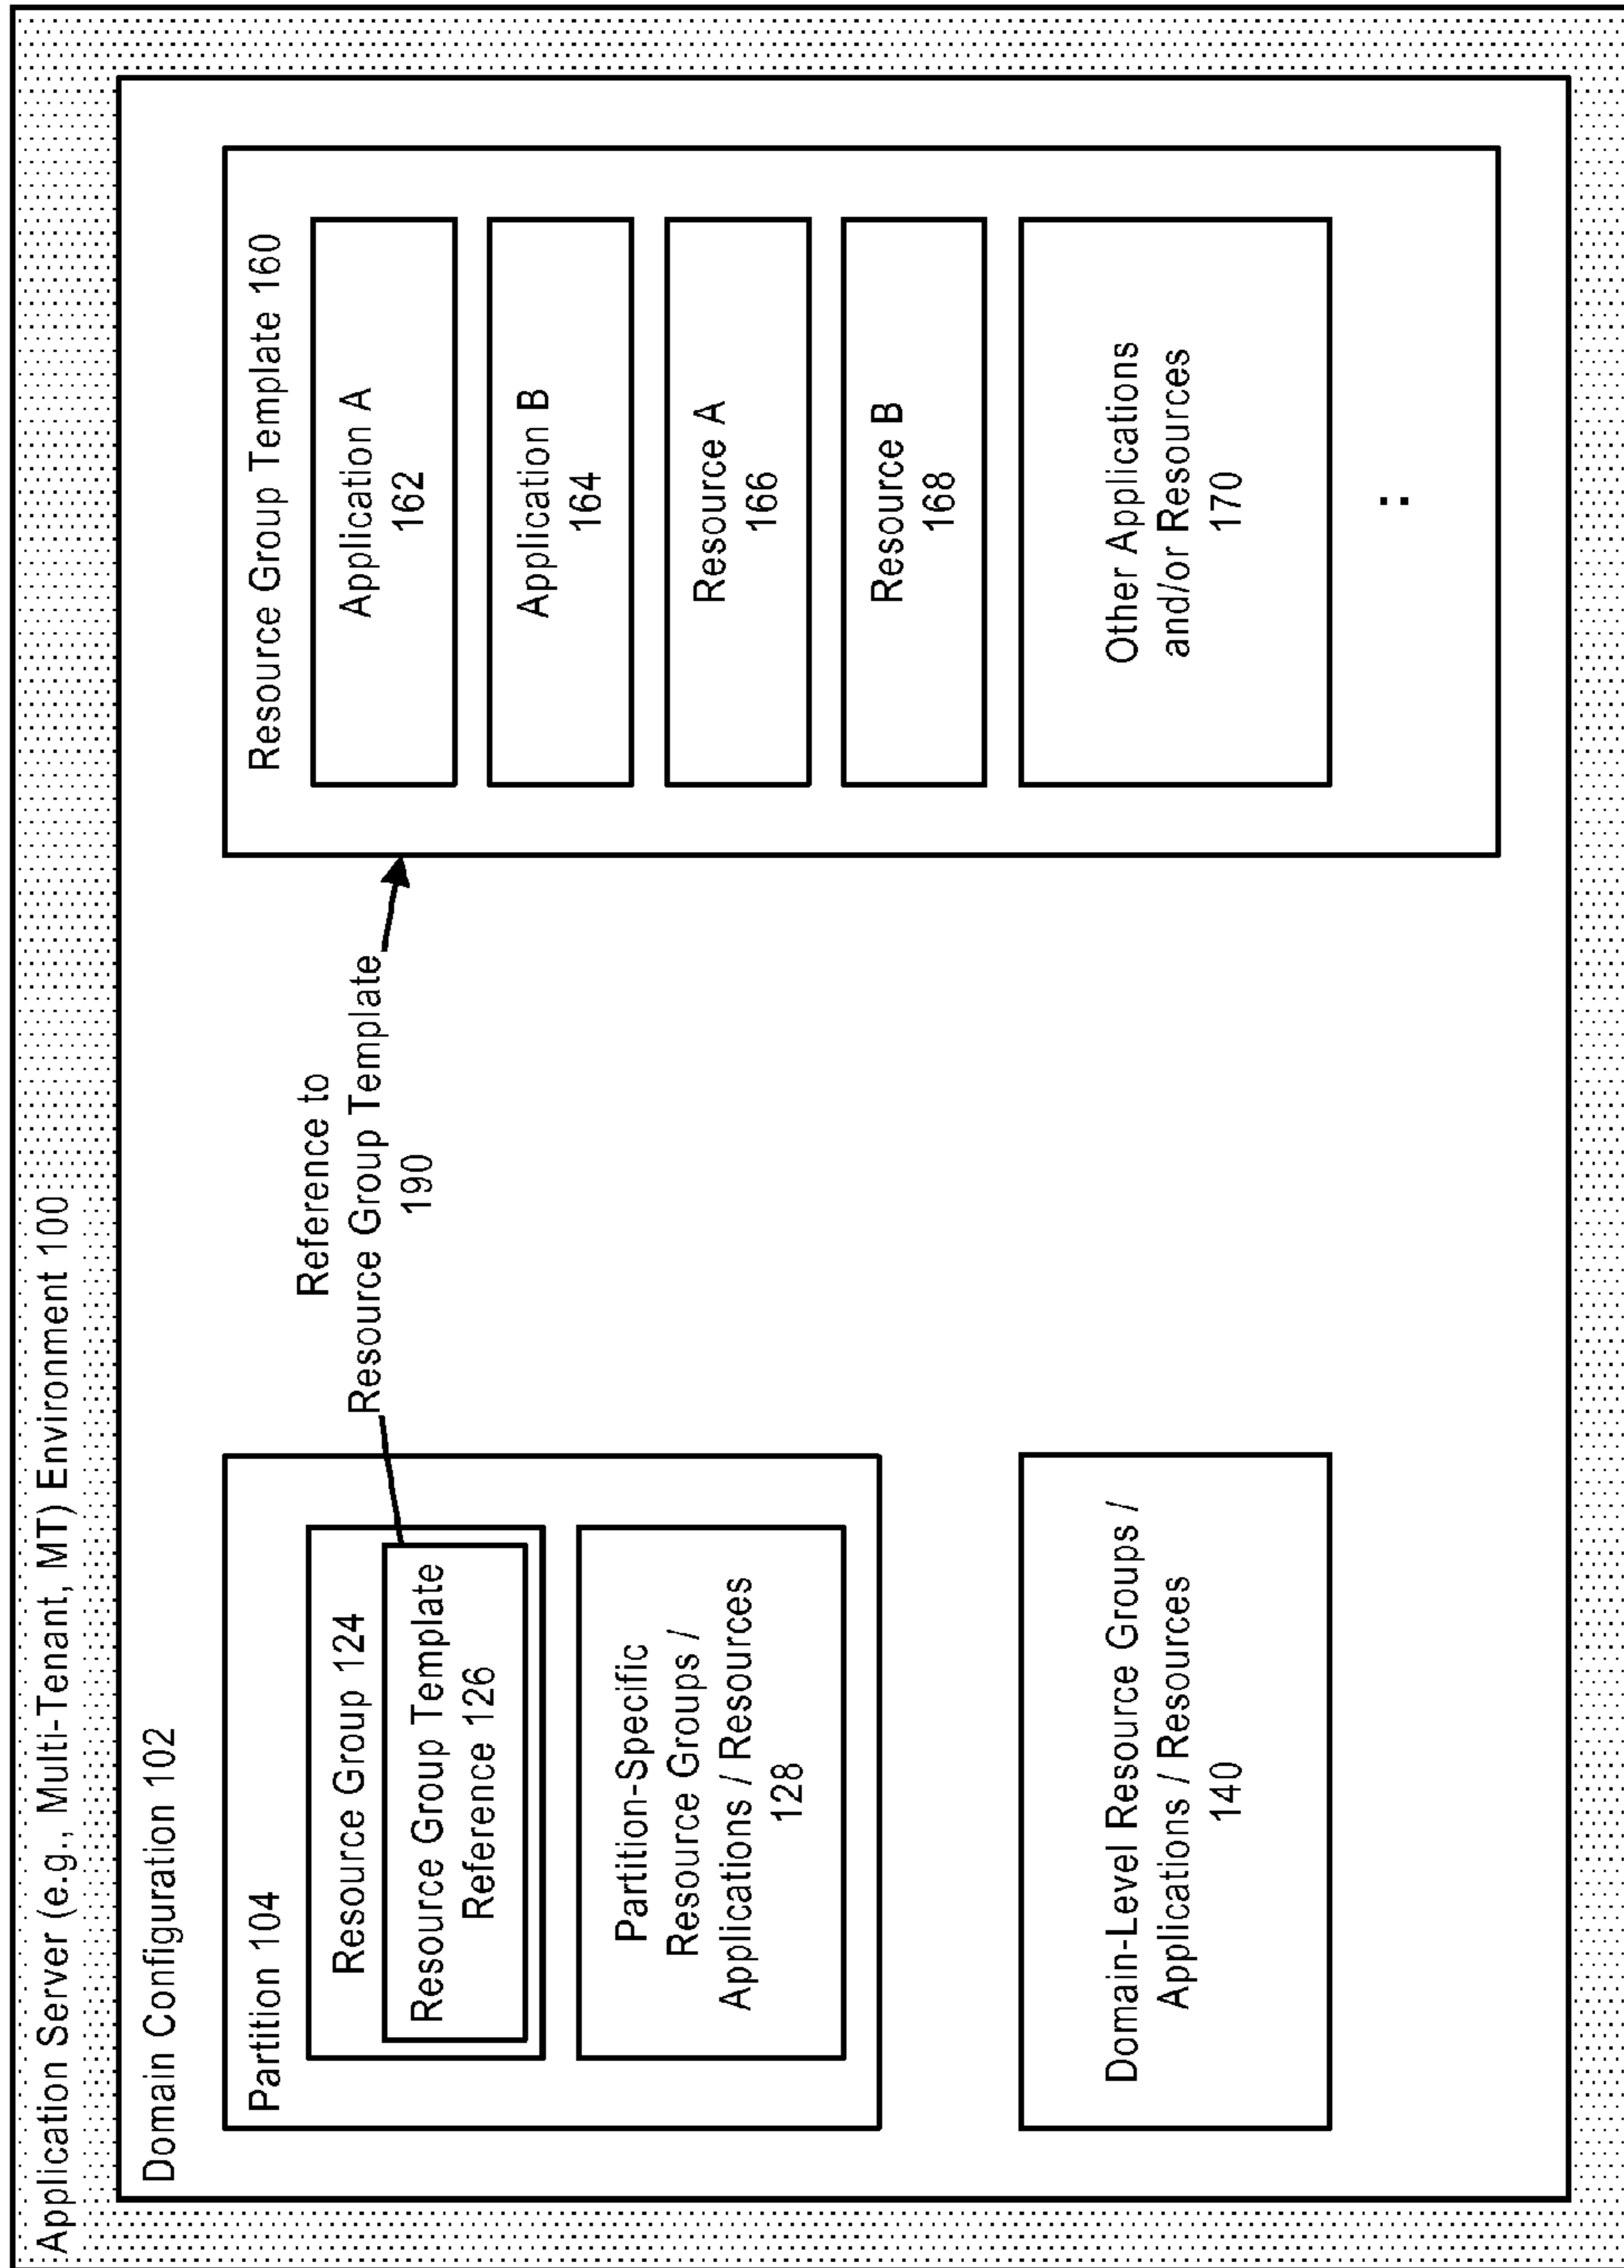 Application Server (e.g., Multi-Tenant, MT) Environment 100
Domain Configuration 102
Partition 104
Resource Group 124
Resource Group Template
Reference 126
Partition-Specific
Resource Groups /
Applications / Resources
128
Domain-Level Resource Groups /
Applications / Resources
140
Reference to
Resource Group Template
190
Resource Group Template 160
Application A
162
Application B
164
Resource A
166
Resource B
168
Other Applications
and/or Resources
170